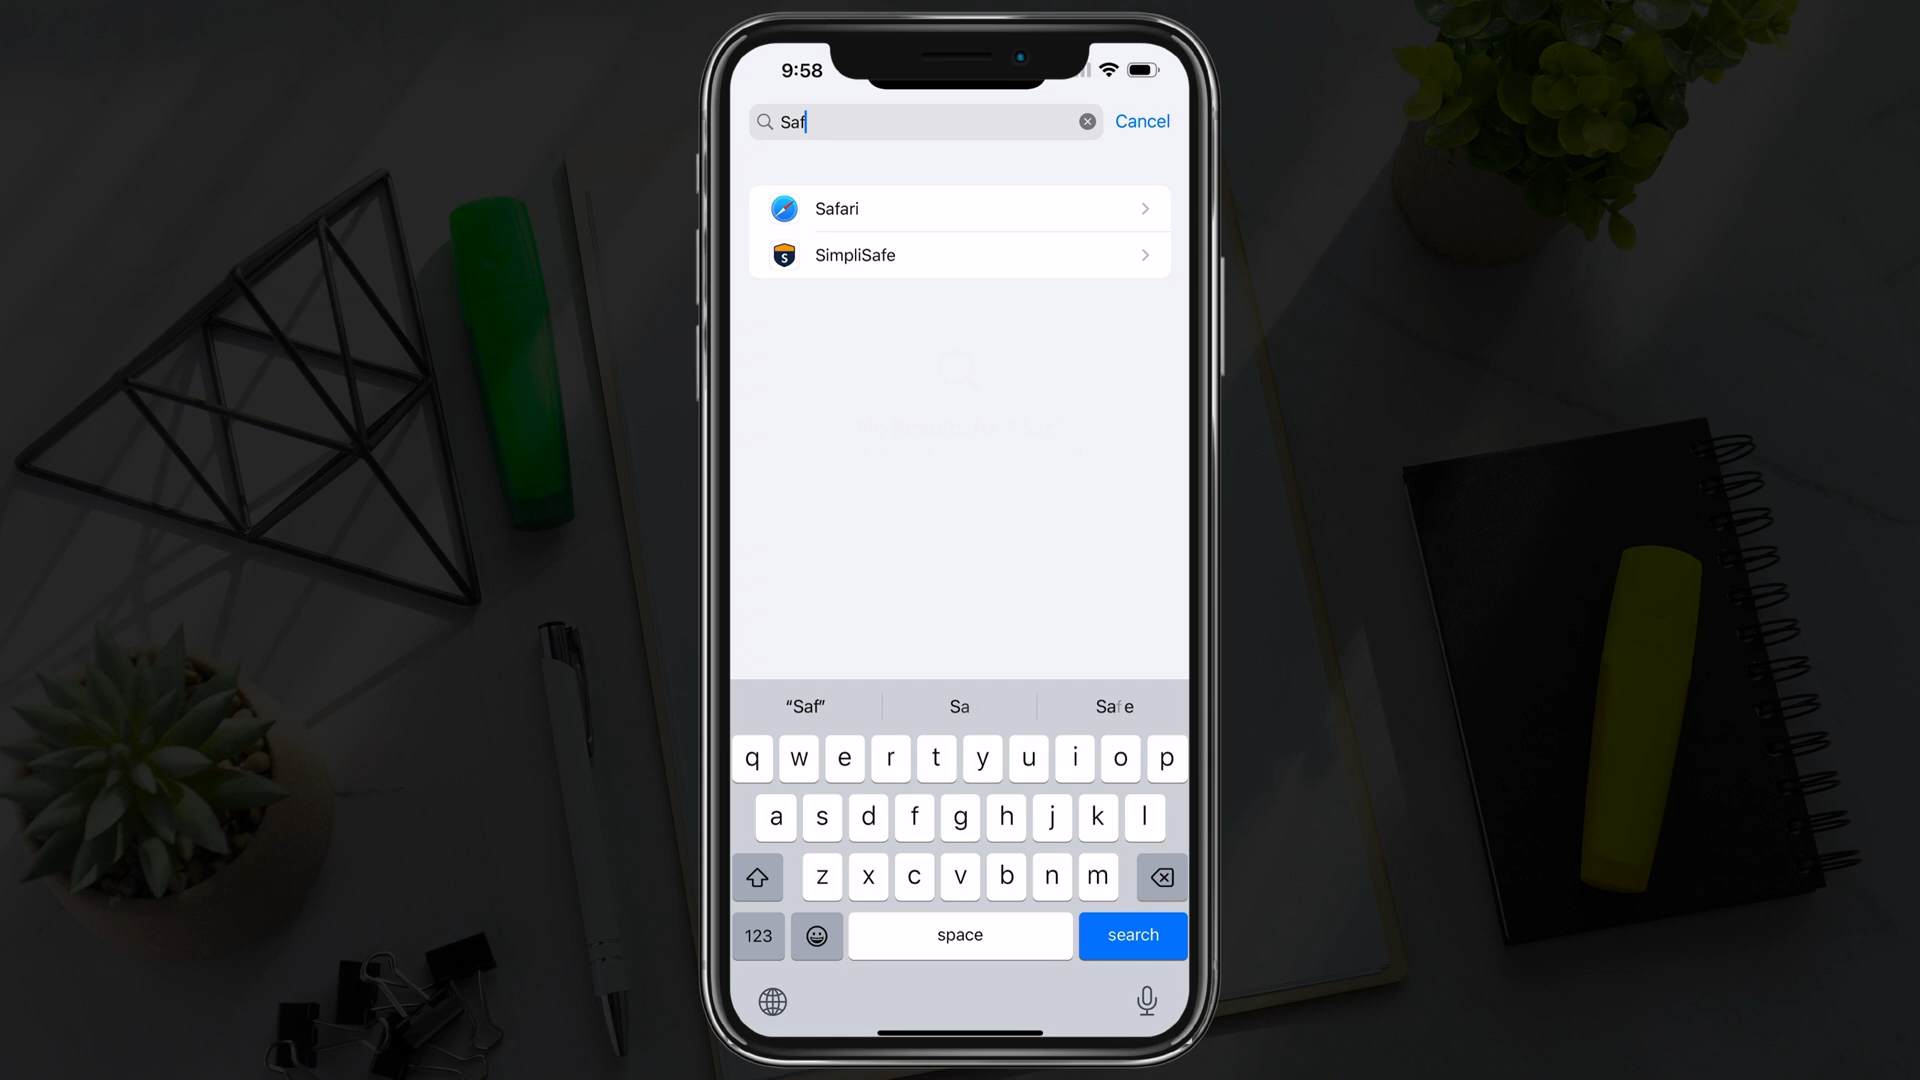 9:58
Saf
Cancel
Safari
S
SimpliSafe
“Saf” Sa Safe
q w e r t y u i o p
a s d f g h j k l
z x c v b n m
123 space search